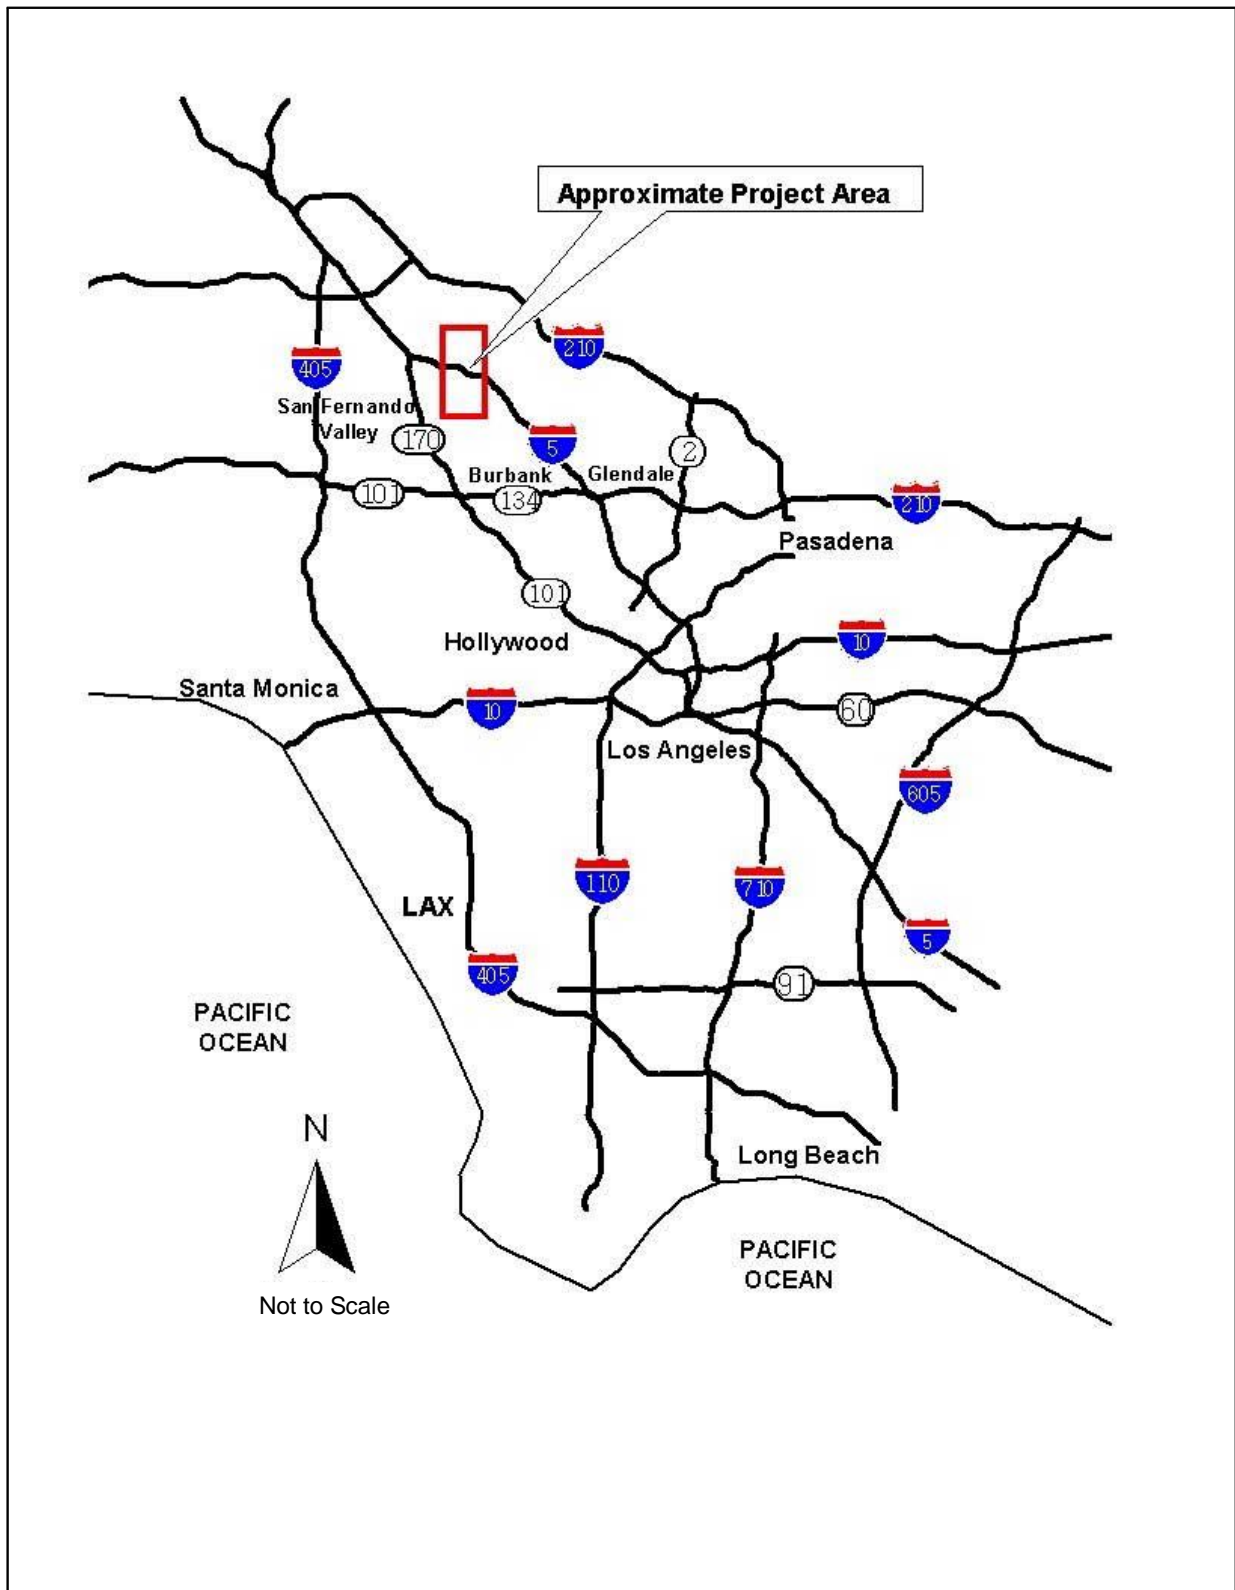 Approximate Project Area
210
405
San Fernando
Valley
170
5
2
Burbank
Glendale
101
134
210
Pasadena
101
Hollywood
10
Santa Monica
10
60
Los Angeles
605
110
710
LAX
5
405
91
PACIFIC
OCEAN
N
Long Beach
PACIFIC
OCEAN
Not to Scale